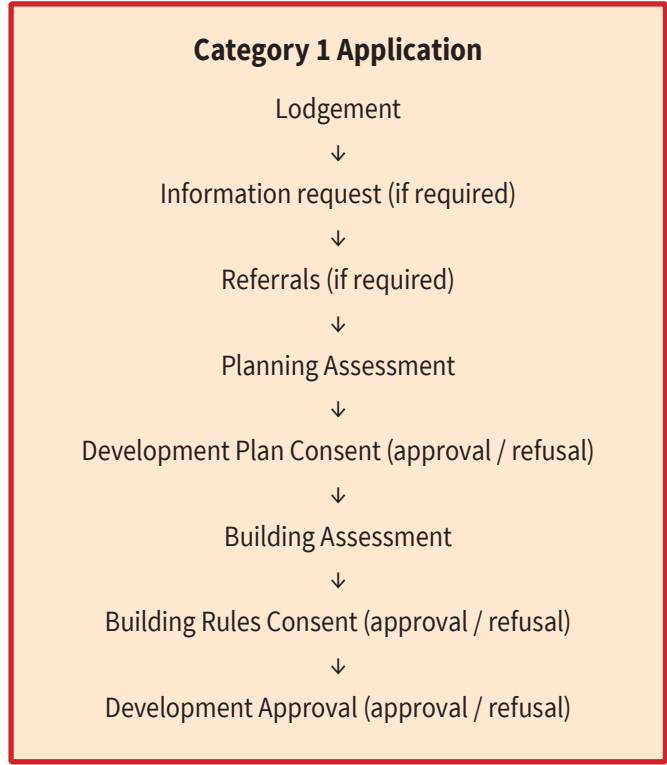 Category 1 Application
Lodgement
↓
Information request (if required)
↓
Referrals (if required)
↓
Planning Assessment
↓
Development Plan Consent (approval / refusal)
↓
Building Assessment
↓
Building Rules Consent (approval / refusal)
↓
Development Approval (approval / refusal)